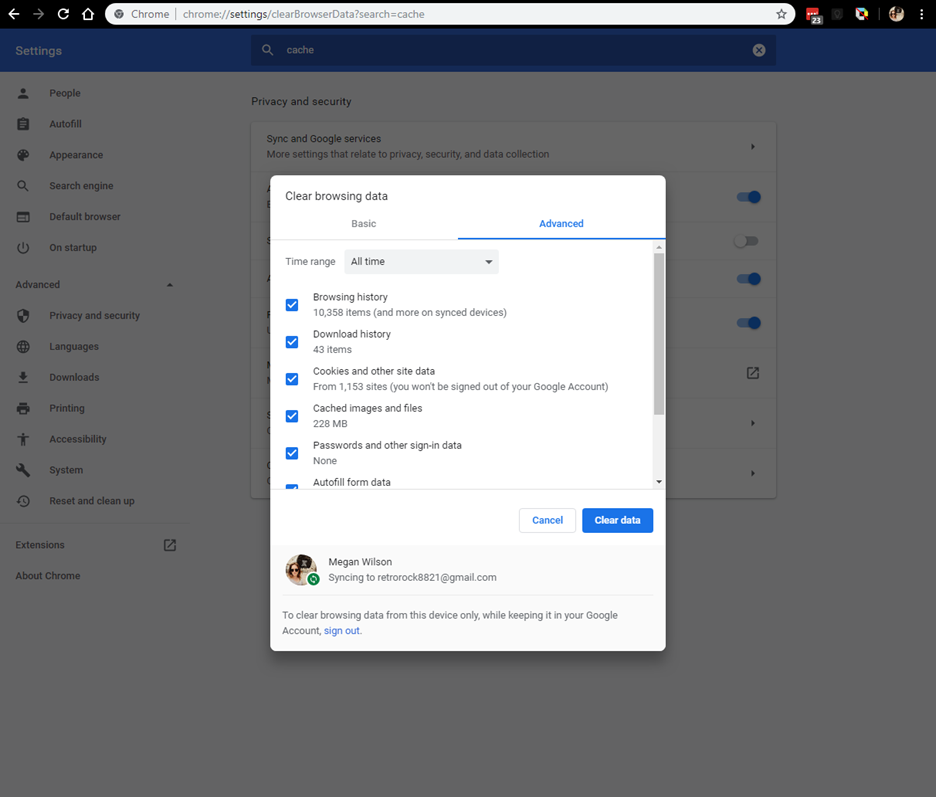 Chrome | chrome://settings/clearBrowserData?search=cache
23
Settings
cache
People
Autofill
Appearance
Search engine
Default browser
On startup
Advanced
Privacy and security
Languages
Downloads
Printing
Accessibility
System
Reset and clean up
Extensions
About Chrome
Privacy and security
Sync and Google services
More settings that relate to privacy, security, and data collection
Clear browsing data
Basic
Advanced
Time range
All time
Browsing history
10,358 items (and more on synced devices)
Download history
43 items
Cookies and other site data
From 1,153 sites (you won't be signed out of your Google Account)
Cached images and files
228 MB
Passwords and other sign-in data
None
Autofill form data
Cancel
Clear data
Megan Wilson
Syncing to retrorock8821@gmail.com
To clear browsing data from this device only, while keeping it in your Google
Account, sign out.